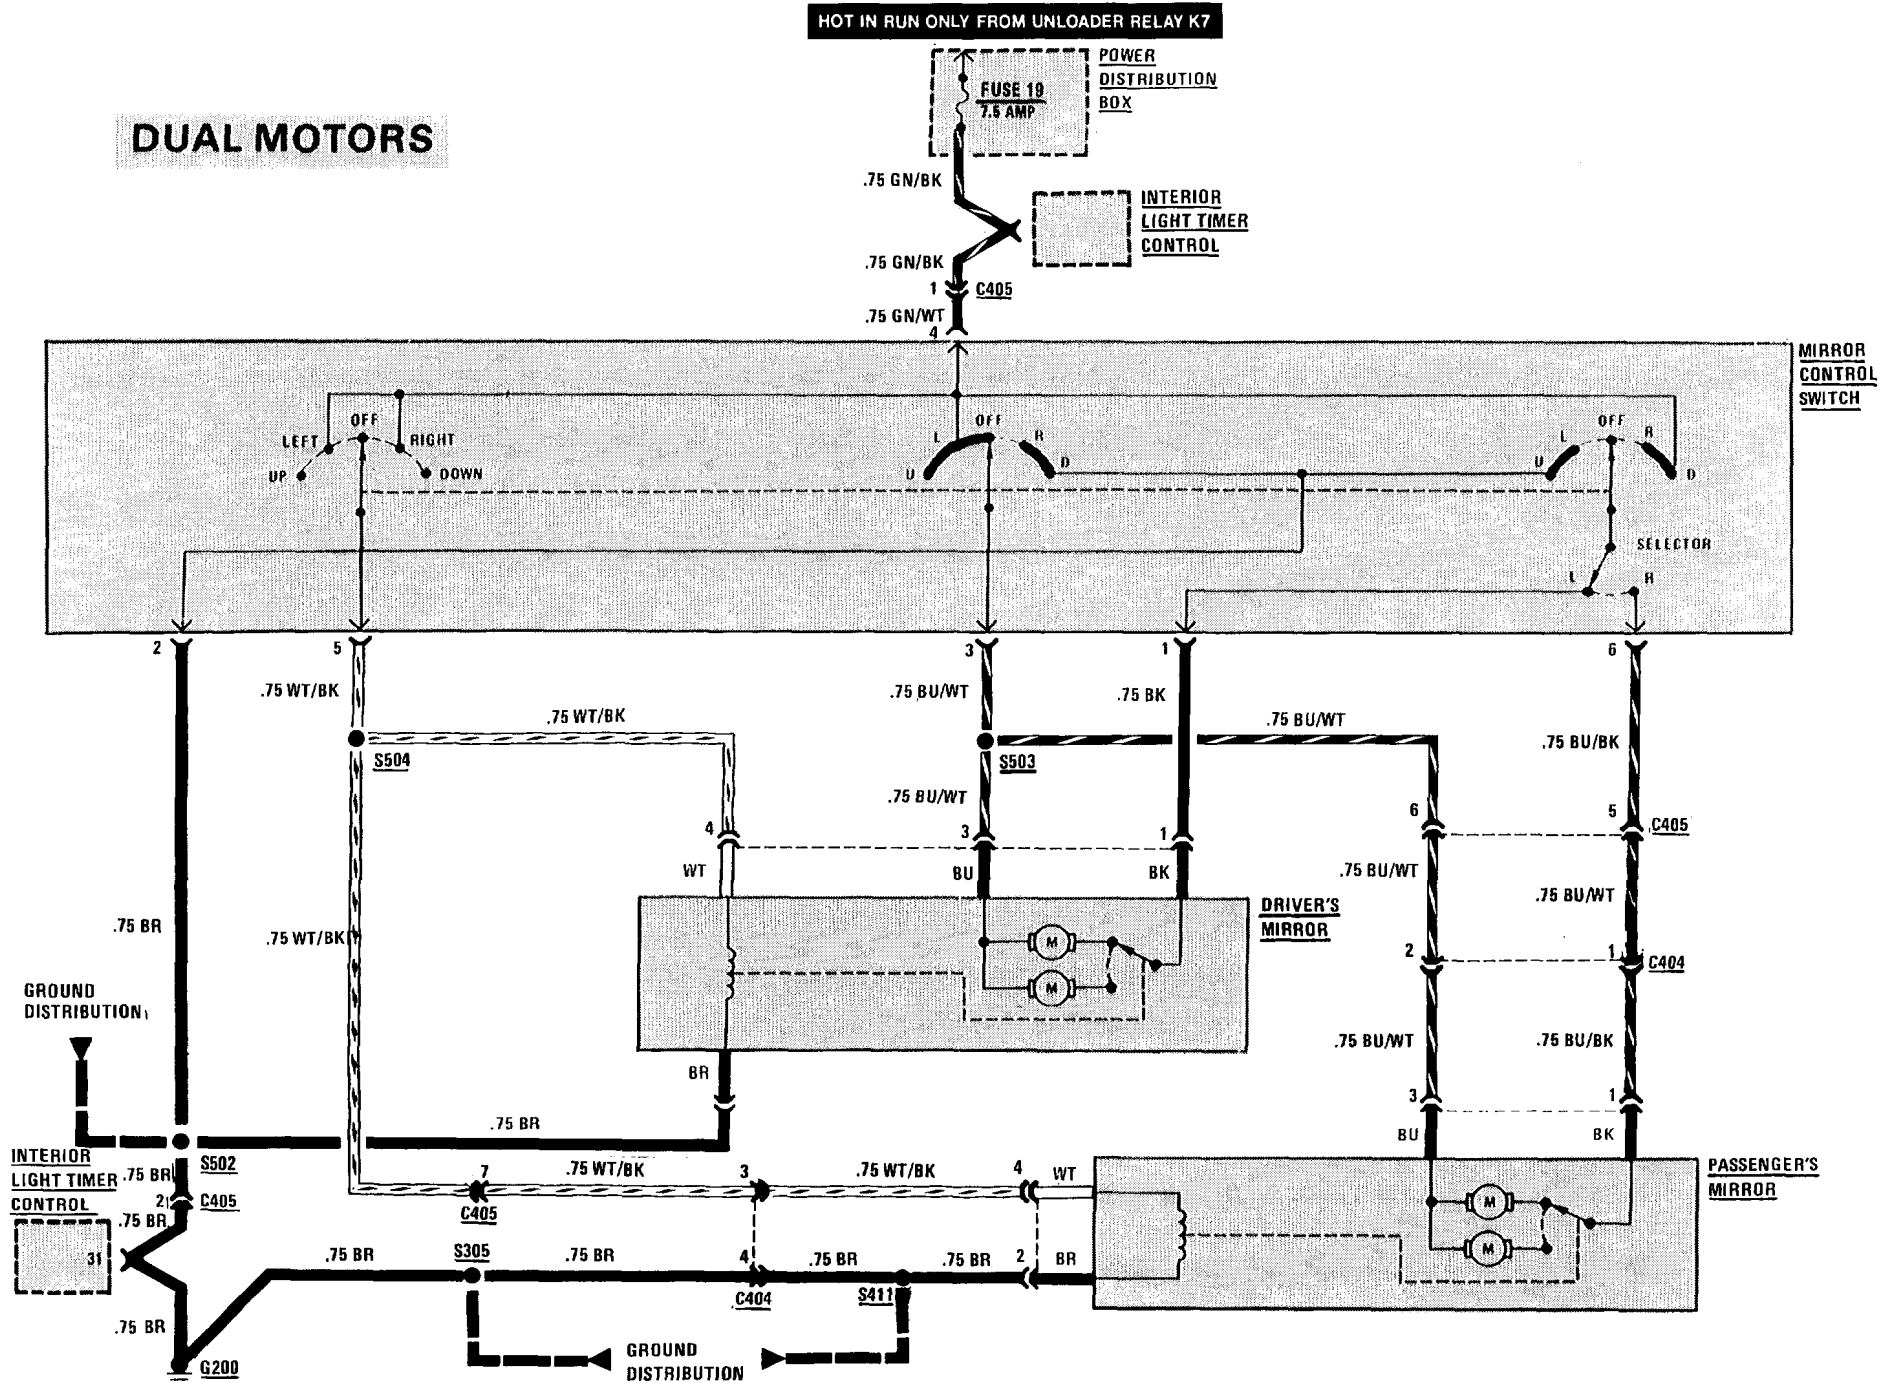 HOT IN RUN ONLY FROM UNLOADER RELAY K7
POWER
DISTRIBUTION
BOX
FUSE 19
7.5 AMP
DUAL MOTORS
.75 GN/BK
INTERIOR
LIGHT TIMER
CONTROL
.75 GN/BK
1 C405
.75 GN/WT
4
MIRROR
CONTROL
SWITCH
LEFT OFF RIGHT
UP DOWN
L OFF R
U D
L OFF R
U D
SELECTOR
L R
2 5 3 1 6
.75 WT/BK
.75 BU/WT
.75 BK
.75 WT/BK
.75 BU/WT
.75 BU/BK
S504
S503
.75 BU/WT
6 5 C405
4 3 1
WT BU BK
.75 BU/WT
.75 BU/WT
DRIVER'S
MIRROR
.75 BR
.75 WT/BK
M
M
2 1 C404
GROUND
DISTRIBUTION
.75 BU/WT
.75 BU/BK
BR
3 1
.75 BR
BU BK
S502
INTERIOR
LIGHT TIMER
CONTROL
.75 BR
2 C405
.75 BR
31
7 .75 WT/BK 3 .75 WT/BK 4 WT
C405
PASSENGER'S
MIRROR
M
M
.75 BR S305 .75 BR 4 .75 BR .75 BR 2 BR
C404 S411
.75 BR
G200
GROUND
DISTRIBUTION